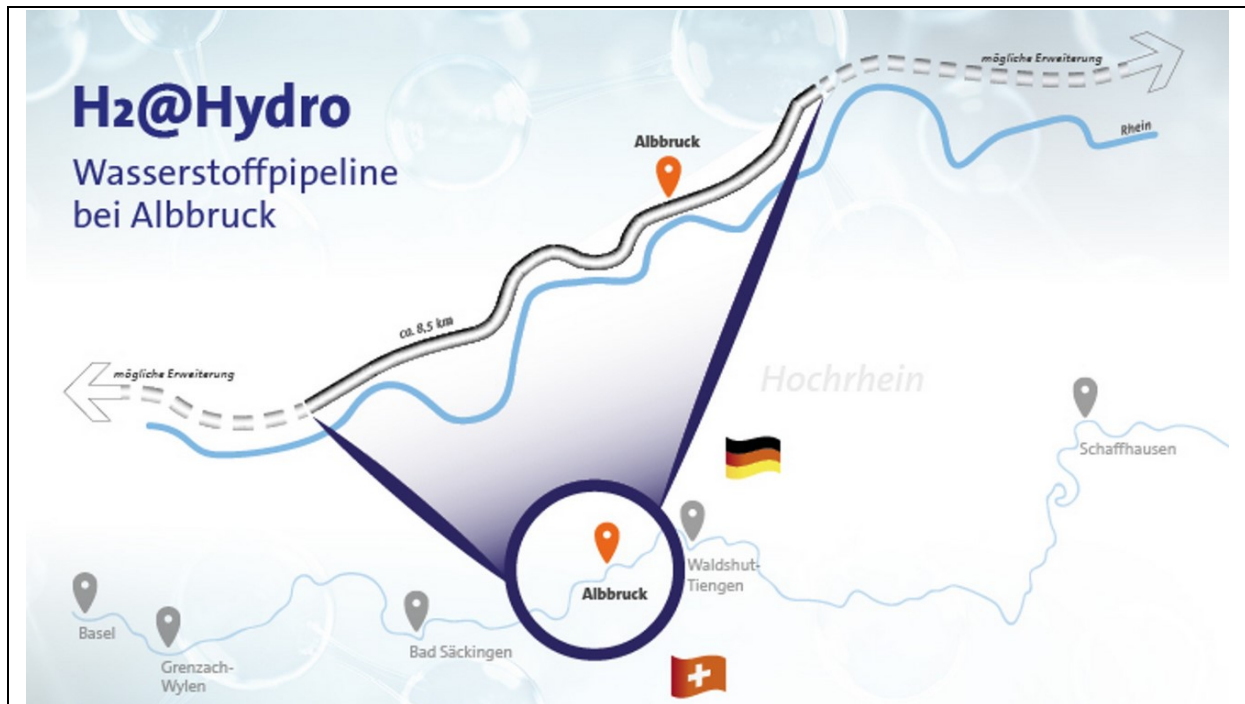 H2@Hydro
Wasserstoffpipeline
bei Albbruck
mögliche Erweiterung
Rhein
Albbruck
ca. 8,5 km
mögliche Erweiterung
Hochrhein
Schaffhausen
Waldshut-
Tiengen
Albbruck
Basel
Bad Säckingen
Grenzach-
Wylen